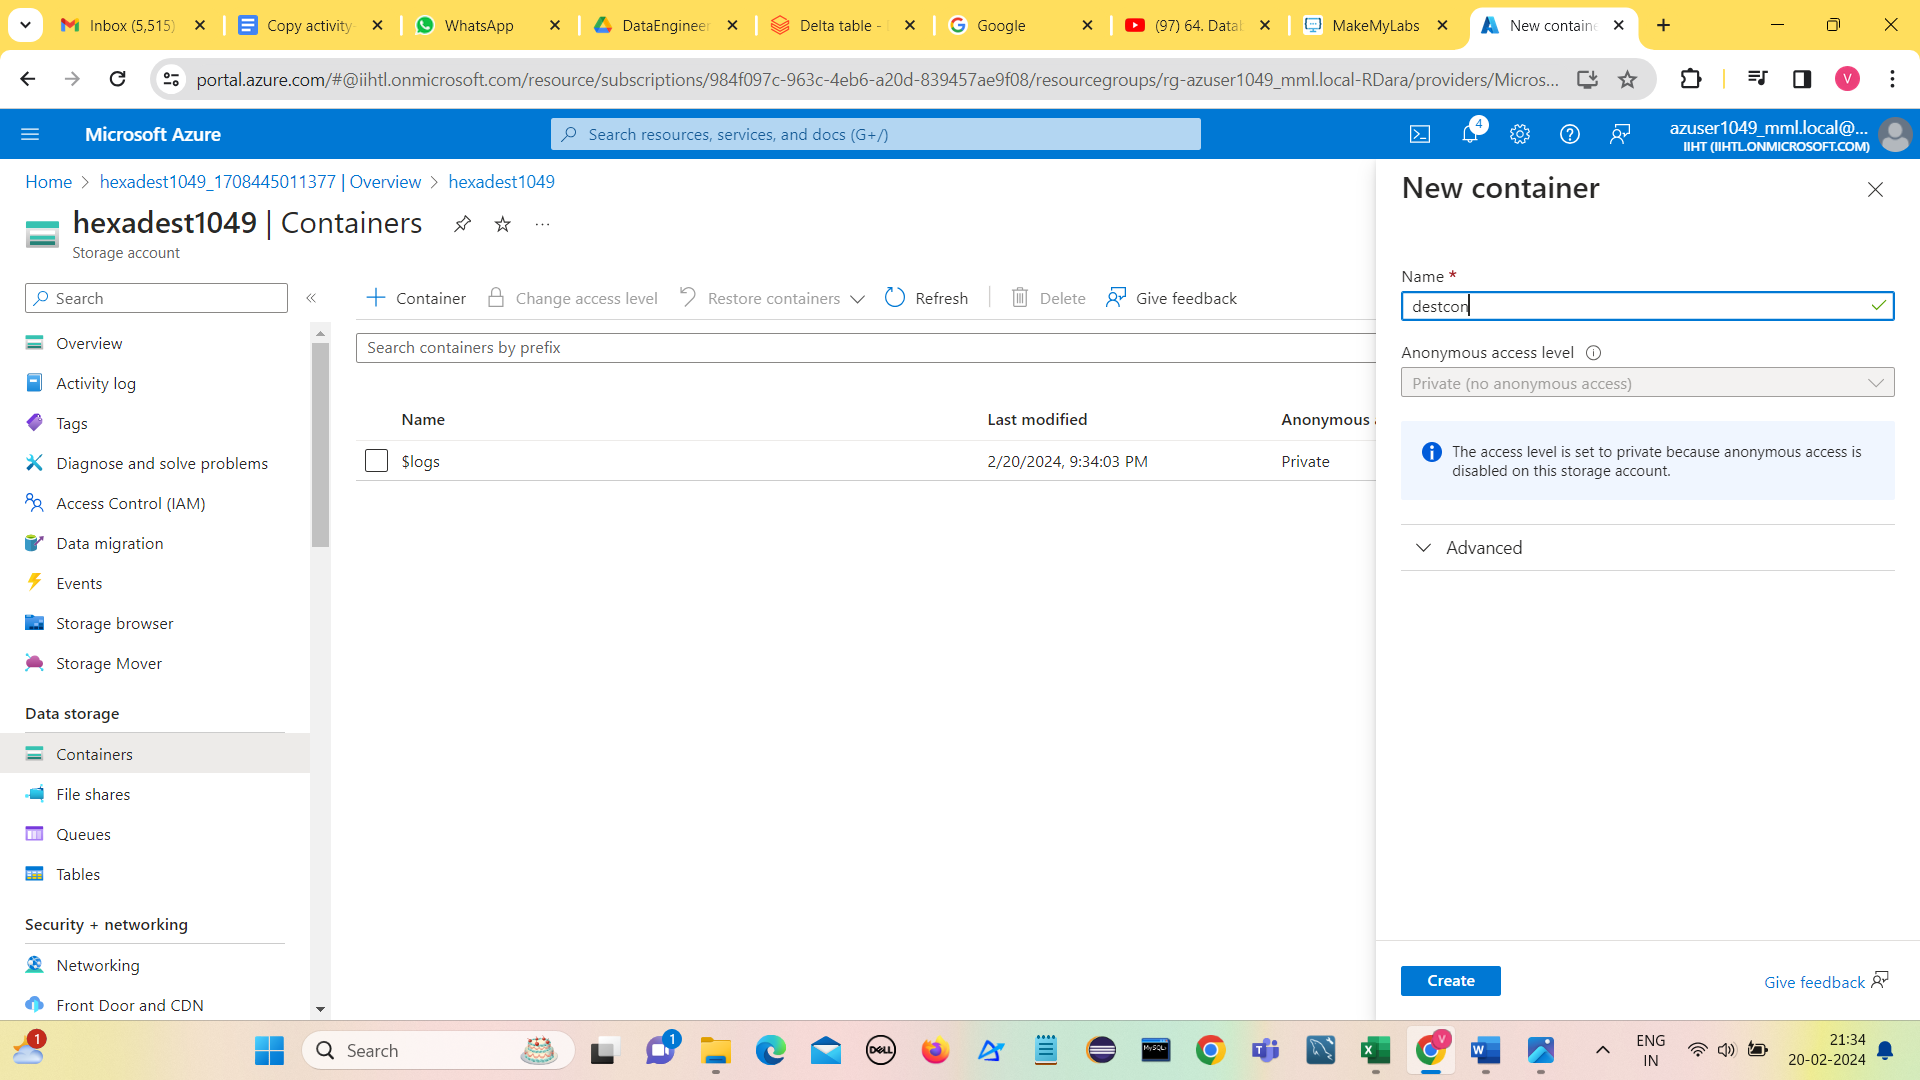 Inbox (5,515)
Copy activity
WhatsApp
DataEngineer
Delta table -
Google
(97) 64. Datab
MakeMyLabs
New containe
portal.azure.com/#@iihtl.onmicrosoft.com/resource/subscriptions/984f097c-963c-4eb6-a20d-839457ae9f08/resourcegroups/rg-azuser1049_mml.local-RDara/providers/Micros...
V
Microsoft Azure
Search resources, services, and docs (G+/)
4
azuser1049_mml.local@...
IIHT (IIHTL.ONMICROSOFT.COM)
Home > hexadest1049_1708445011377 | Overview > hexadest1049
hexadest1049 | Containers
Storage account
Search
Overview
Activity log
Tags
Diagnose and solve problems
Access Control (IAM)
Data migration
Events
Storage browser
Storage Mover
Data storage
Containers
File shares
Queues
Tables
Security + networking
Networking
Front Door and CDN
+ Container
Change access level
Restore containers
Refresh
Delete
Give feedback
Search containers by prefix
Name Last modified Anonymous
$logs 2/20/2024, 9:34:03 PM Private
New container
Name *
destcon
Anonymous access level
Private (no anonymous access)
The access level is set to private because anonymous access is
disabled on this storage account.
Advanced
Create
Give feedback
1
Search
1
DELL
MySQL
V
ENG
IN
21:34
20-02-2024